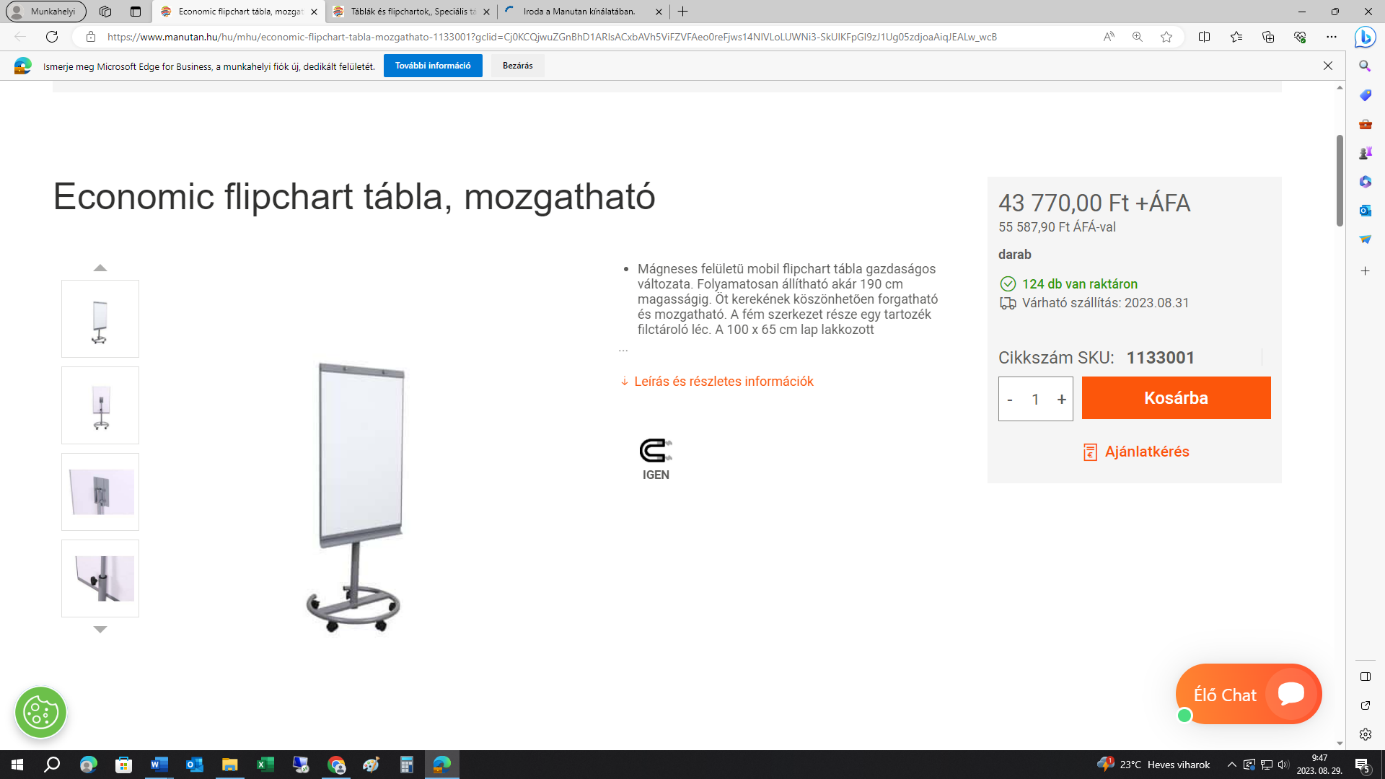 Munkahelyi
Economic flipchart tábla, mozgat
Táblák és flipchartok,, Speciális tá
Iroda a Manutan kínálatában.
https://www.manutan.hu/hu/mhu/economic-flipchart-tabla-mozgathato-1133001?gclid=Cj0KCQjwuZGnBhD1ARIsACxbAVh5ViFZVFAeo0reFjws14NIVLoLUWNi3-SkUIKFpGl9zJ1Ug05zdjoaAiqJEALw_wcB
Ismerje meg Microsoft Edge for Business, a munkahelyi fiók új, dedikált felületét.
További információ
Bezárás
Economic flipchart tábla, mozgatható
Mágneses felületű mobil flipchart tábla gazdaságos
változata. Folyamatosan állítható akár 190 cm
magasságig. Öt kerekének köszönhetően forgatható
és mozgatható. A fém szerkezet része egy tartozék
filctároló léc. A 100 x 65 cm lap lakkozott
...
Leírás és részletes információk
IGEN
43 770,00 Ft +ÁFA
55 587,90 Ft ÁFÁ-val
darab
124 db van raktáron
Várható szállítás: 2023.08.31
Cikkszám SKU: 1133001
- 1 +
Kosárba
Ajánlatkérés
Élő Chat
23°C Heves viharok
9:47
2023. 08. 29.
5